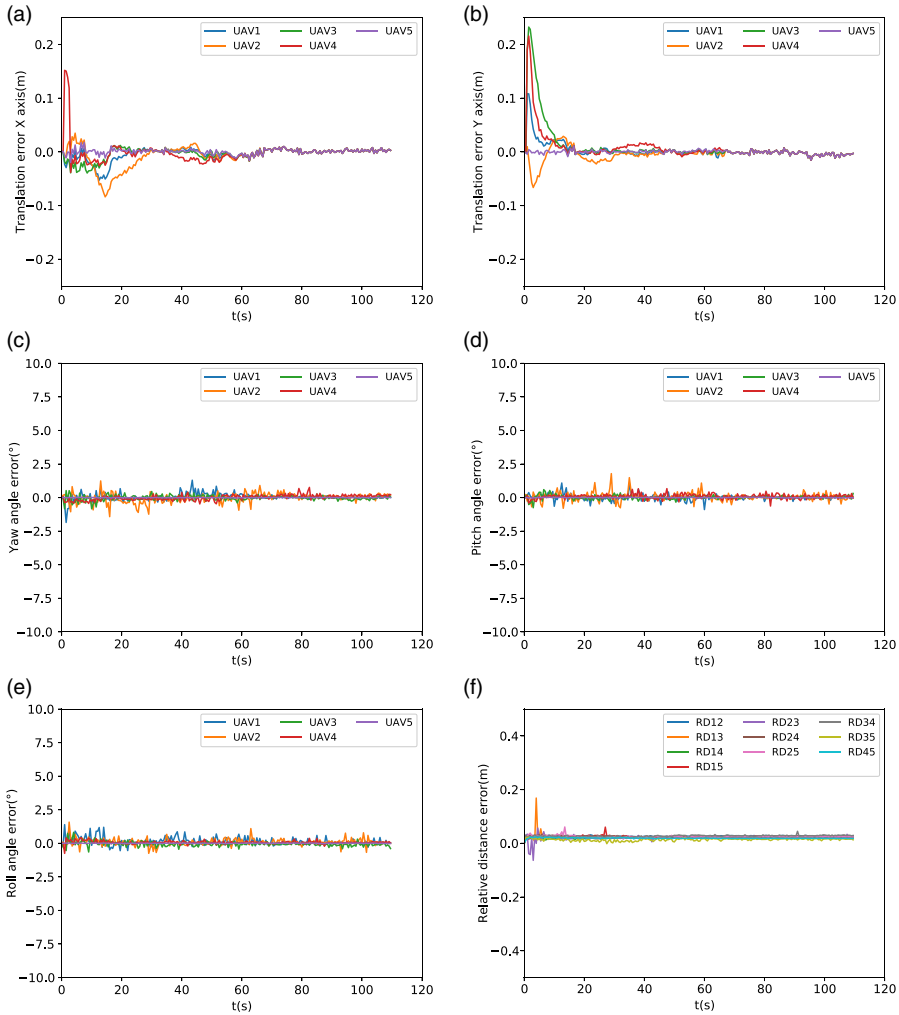 (a)
(b)
UAV1 UAV3 UAV5
UAV2 UAV4
0.2
0.1
0.0
−0.1
−0.2
Translation error X axis(m)
0 20 40 60 80 100 120
t(s)
UAV1 UAV3 UAV5
UAV2 UAV4
0.2
0.1
0.0
−0.1
−0.2
Translation error Y axis(m)
0 20 40 60 80 100 120
t(s)
(c)
(d)
UAV1 UAV3 UAV5
UAV2 UAV4
10.0
7.5
5.0
2.5
0.0
−2.5
−5.0
−7.5
−10.0
Yaw angle error(°)
0 20 40 60 80 100 120
t(s)
UAV1 UAV3 UAV5
UAV2 UAV4
10.0
7.5
5.0
2.5
0.0
−2.5
−5.0
−7.5
−10.0
Pitch angle error(°)
0 20 40 60 80 100 120
t(s)
(e)
(f)
UAV1 UAV3 UAV5
UAV2 UAV4
10.0
7.5
5.0
2.5
0.0
−2.5
−5.0
−7.5
−10.0
Roll angle error(°)
0 20 40 60 80 100 120
t(s)
RD12 RD23 RD34
RD13 RD24 RD35
RD14 RD25 RD45
RD15
0.4
0.2
0.0
−0.2
−0.4
Relative distance error(m)
0 20 40 60 80 100 120
t(s)